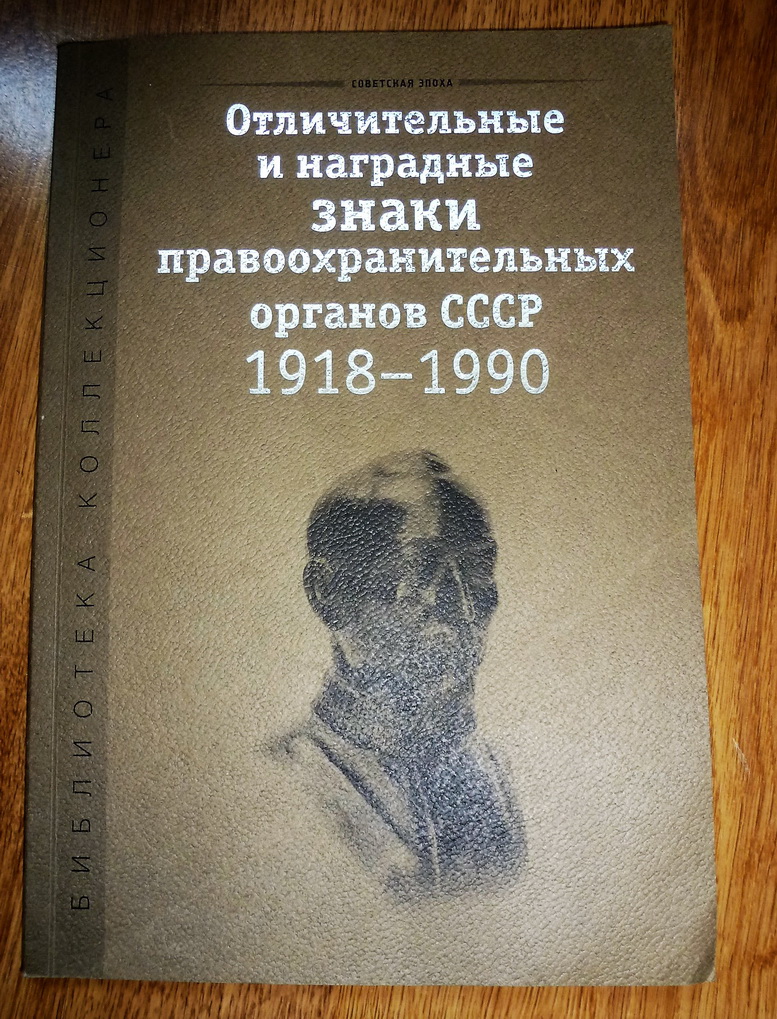 СОВЕТСКАЯ ЭПОХА
Отличительные
и наградные
знаки
правоохранительных
органов СССР
1918–1990
БИБЛИОТЕКА КОЛЛЕКЦИОНЕРА